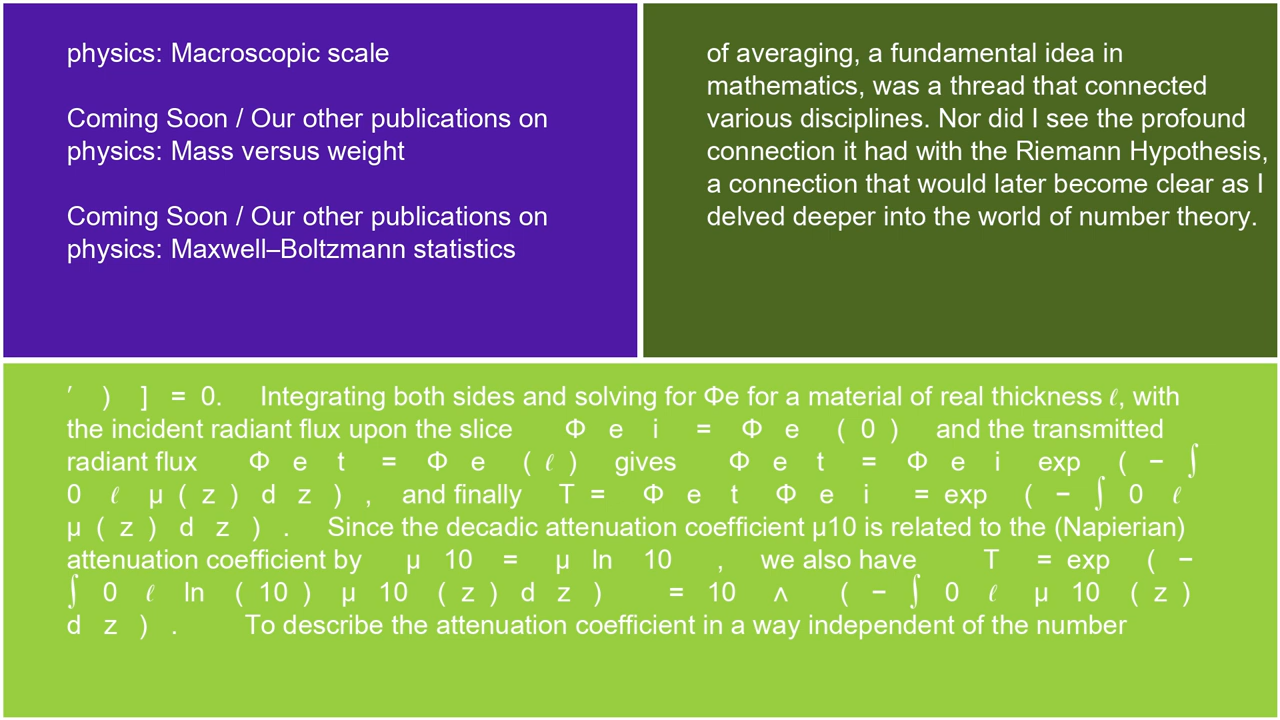 physics: Macroscopic scale
Coming Soon / Our other publications on
physics: Mass versus weight
Coming Soon / Our other publications on
physics: Maxwell–Boltzmann statistics
of averaging, a fundamental idea in
mathematics, was a thread that connected
various disciplines. Nor did I see the profound
connection it had with the Riemann Hypothesis,
a connection that would later become clear as I
delved deeper into the world of number theory.
′ ) ] = 0. Integrating both sides and solving for Φe for a material of real thickness ℓ, with
the incident radiant flux upon the slice Φ e i = Φ e ( 0 ) and the transmitted
radiant flux Φ e t = Φ e ( ℓ ) gives Φ e t = Φ e i exp ( − ∫
0 ℓ μ ( z ) d z ) , and finally T = Φ e t Φ e i = exp ( − ∫ 0 ℓ
μ ( z ) d z ) . Since the decadic attenuation coefficient μ10 is related to the (Napierian)
attenuation coefficient by μ 10 = μ ln 10 , we also have T = exp ( −
∫ 0 ℓ ln ( 10 ) μ 10 ( z ) d z ) = 10 ∧ ( − ∫ 0 ℓ μ 10 ( z )
d z ) . To describe the attenuation coefficient in a way independent of the number